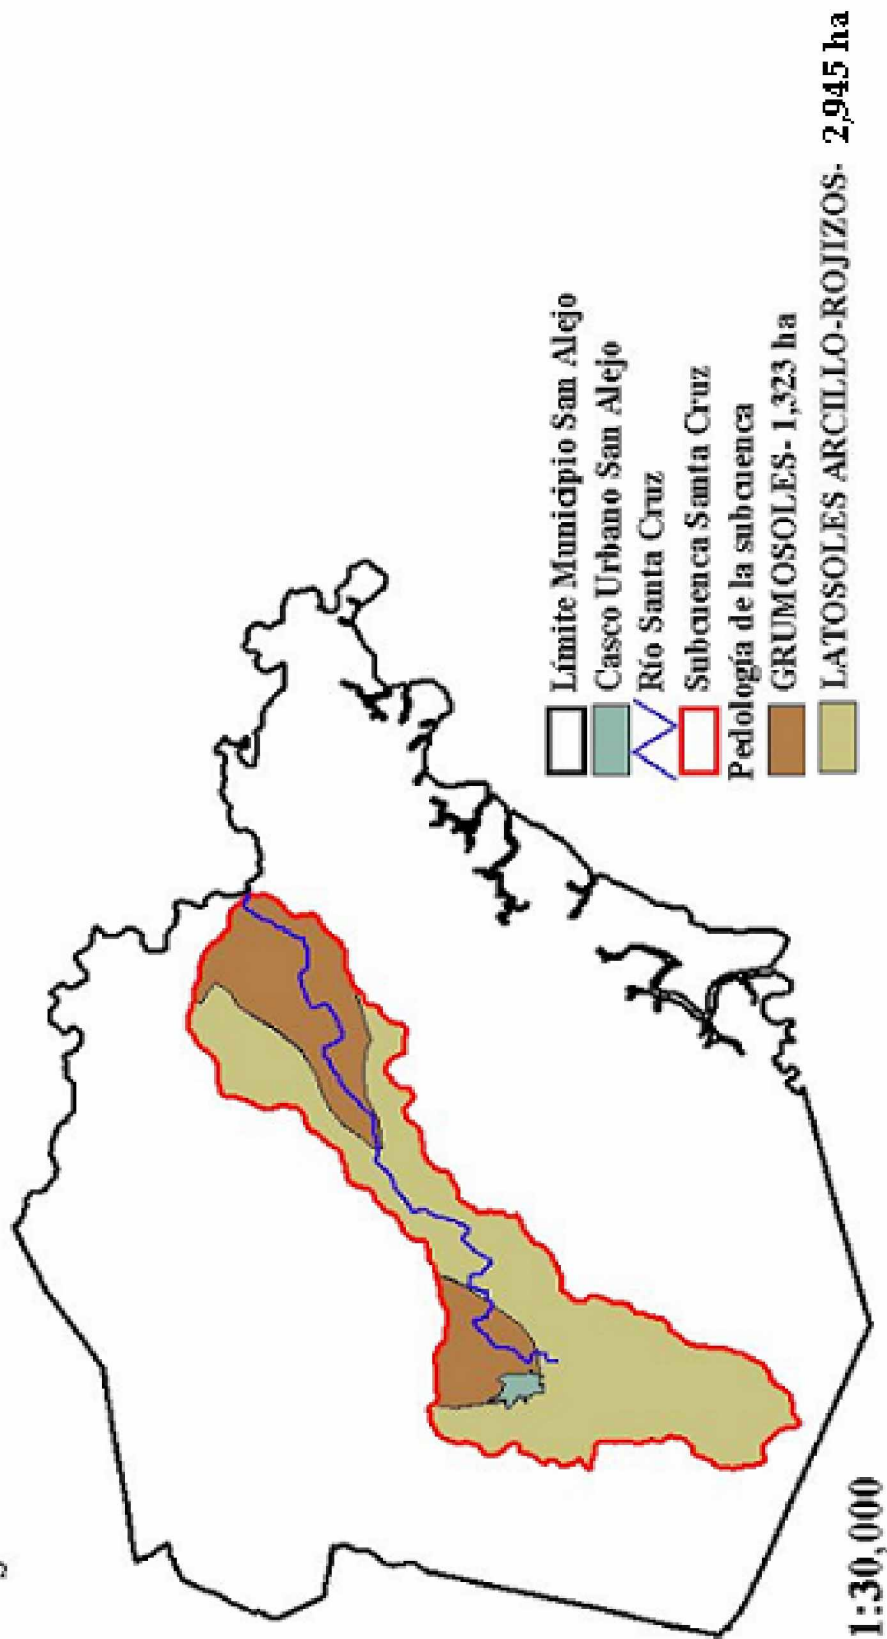 Límite Municipio San Alejo
Casco Urbano San Alejo
Río Santa Cruz
Subcuenca Santa Cruz
Pedología de la subcuenca
GRUMOSOLES- 1,323 ha
LATOSOLES ARCILLO-ROJIZOS- 2,945 ha
1:30,000